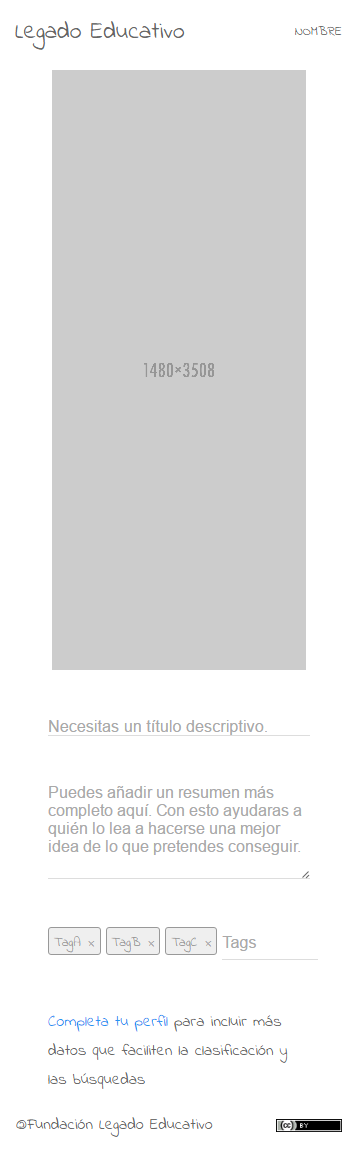 Legado Educativo
NOMBRE
1480×3508
Necesitas un título descriptivo.
Puedes añadir un resumen más
completo aquí. Con esto ayudaras a
quién lo lea a hacerse una mejor
idea de lo que pretendes conseguir.
TagA × TagB × TagC × Tags
Completa tu perfil para incluir más
datos que faciliten la clasificación y
las búsquedas
©Fundación Legado Educativo
cc BY